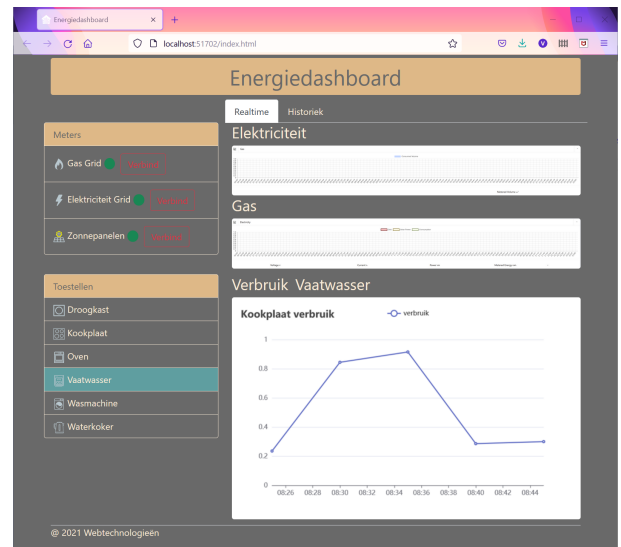 Energiedashboard
localhost:51702/index.html
Energiedashboard
Realtime Historiek
Meters
Gas Grid
Elektriciteit Grid
Zonnepanelen
Toestellen
Droogkast
Kookplaat
Oven
Vaatwasser
Wasmachine
Waterkoker
Elektriciteit
Gas
Verbruik Vaatwasser
Kookplaat verbruik
verbruik
1
0.8
0.6
0.4
0.2
0
08:26 08:28 08:30 08:32 08:34 08:36 08:38 08:40 08:42 08:44
@ 2021 Webtechnologieën